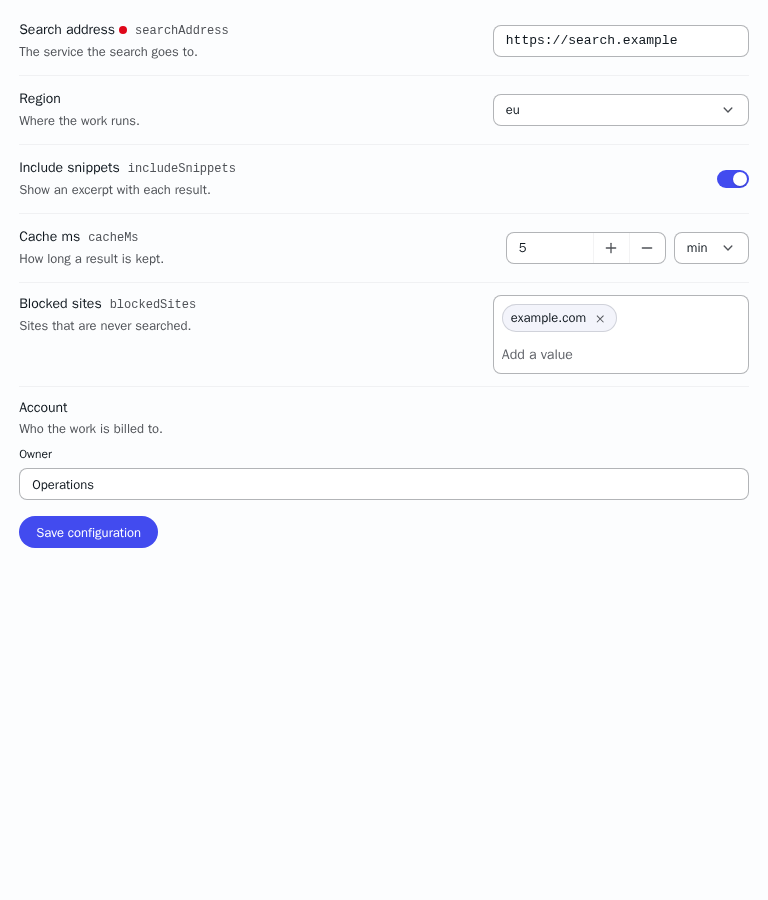 Search address searchAddress
The service the search goes to.
https://search.example
Region
Where the work runs.
eu
Include snippets includeSnippets
Show an excerpt with each result.
Cache ms cacheMs
How long a result is kept.
5
min
Blocked sites blockedSites
Sites that are never searched.
example.com
Add a value
Account
Who the work is billed to.
Owner
Operations
Save configuration